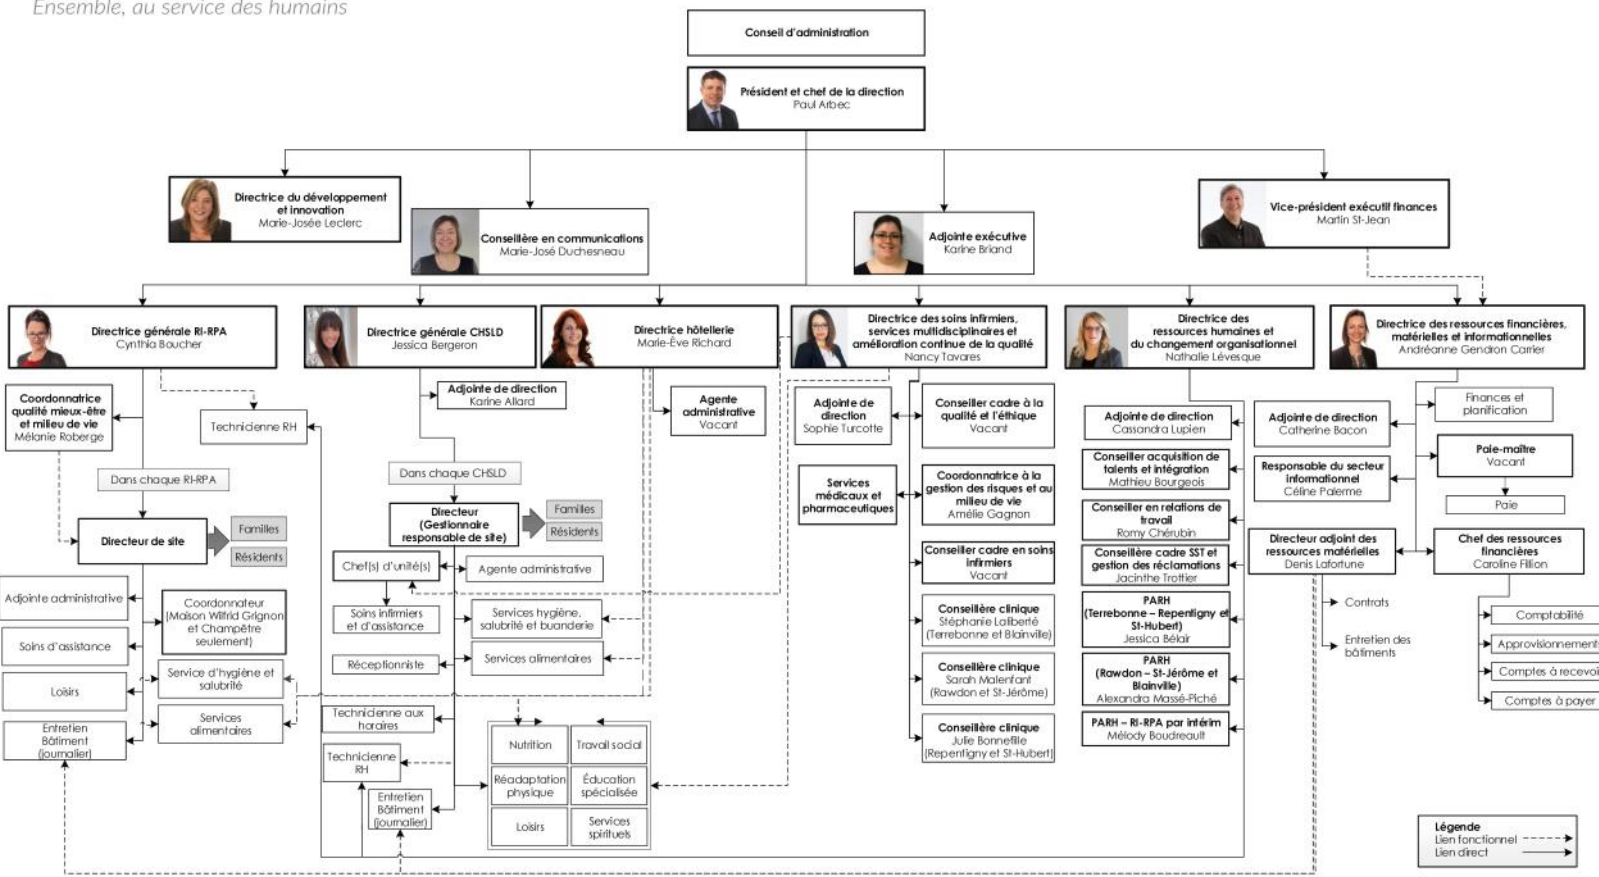 Ensemble, au service des humains
Conseil d'administration
Président et chef de la direction
Paul Arbec
Directrice du développement
et innovation
Marie-Josée Leclerc
Conseillère en communications
Marie-José Duchesneau
Adjointe exécutive
Karine Briand
Vice-président exécutif finances
Martin St-Jean
Directrice générale RI-RPA
Cynthia Boucher
Directrice générale CHSLD
Jessica Bergeron
Directrice hôtellerie
Marie-Ève Richard
Directrice des soins infirmiers,
services multidisciplinaires et
amélioration continue de la qualité
Nancy Tavares
Directrice des
ressources humaines et
du changement organisationnel
Nathalie Lévesque
Directrice des ressources financières,
matérielles et informationnelles
Andréanne Gendron Carrier
Coordonnatrice
qualité mieux-être
et milieu de vie
Mélanie Roberge
Technicienne RH
Dans chaque RI-RPA
Directeur de site
Familles
Résidents
Adjointe administrative
Coordonnateur
(Maison Wilfrid Grignon
et Champêtre
seulement)
Soins d'assistance
Service d'hygiène et
salubrité
Loisirs
Services
alimentaires
Entretien
Bâtiment
(journalier)
Adjointe de direction
Karine Allard
Dans chaque CHSLD
Directeur
(Gestionnaire
responsable de site)
Familles
Résidents
Chef(s) d'unité(s)
Agente administrative
Soins infirmiers
et d'assistance
Services hygiène,
salubrité et buanderie
Réceptionniste
Services alimentaires
Technicienne aux
horaires
Technicienne
RH
Entretien
Bâtiment
(journalier)
Nutrition
Travail social
Réadaptation
physique
Éducation
spécialisée
Loisirs
Services
spirituels
Agente
administrative
Vacant
Adjointe de
direction
Sophie Turcotte
Conseiller cadre à la
qualité et l'éthique
Vacant
Services
médicaux et
pharmaceutiques
Coordonnatrice à la
gestion des risques et au
milieu de vie
Amélie Gagnon
Conseiller cadre en soins
infirmiers
Vacant
Conseillère clinique
Stéphanie Laliberté
(Terrebonne et Blainville)
Conseillère clinique
Sarah Malenfant
(Rawdon et St-Jérôme)
Conseillère clinique
Julie Bonnefille
(Repentigny et St-Hubert)
Adjointe de direction
Cassandra Lupien
Conseiller acquisition de
talents et intégration
Mathieu Bourgeois
Conseiller en relations de
travail
Romy Chérubin
Conseillère cadre SST et
gestion des réclamations
Jacinthe Trottier
PARH
(Terrebonne – Repentigny et
St-Hubert)
Jessica Bélair
PARH
(Rawdon – St-Jérôme et
Blainville)
Alexandra Massé-Piché
PARH – RI-RPA par intérim
Mélody Boudreault
Adjointe de direction
Catherine Bacon
Finances et
planification
Responsable du secteur
informationnel
Céline Palerme
Paie-maître
Vacant
Paie
Directeur adjoint des
ressources matérielles
Denis Lafortune
Chef des ressources
financières
Caroline Fillion
Contrats
Entretien des
bâtiments
Comptabilité
Approvisionnements
Comptes à recevoi
Comptes à payer
Légende
Lien fonctionnel
Lien direct